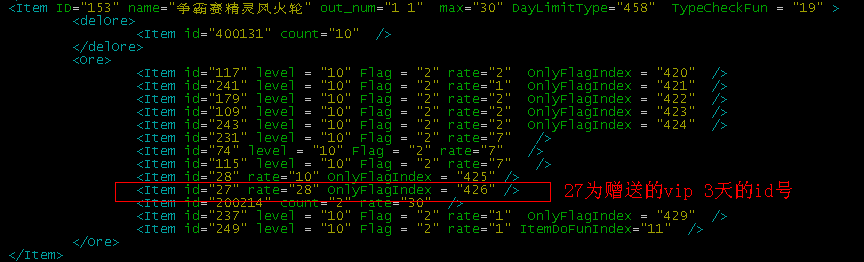 <Item ID="153" name="争霸赛精灵风火轮" out_num="1 1"  max="30" DayLimitType="458"  TypeCheckFun = "19" >
<delOre>
<Item id="400131" count="10"  />
</delOre>
<Ore>
<Item id="117" level = "10" Flag = "2" rate="2"  OnlyFlagIndex = "420"  />
<Item id="241" level = "10" Flag = "2" rate="1"  OnlyFlagIndex = "421"  />
<Item id="179" level = "10" Flag = "2" rate="2"  OnlyFlagIndex = "422"  />
<Item id="109" level = "10" Flag = "2" rate="2"  OnlyFlagIndex = "423"  />
<Item id="243" level = "10" Flag = "2" rate="2"  OnlyFlagIndex = "424"  />
<Item id="231" level = "10" Flag = "2" rate="7"   />
<Item id="74" level = "10" Flag = "2" rate="7"   />
<Item id="115" level = "10" Flag = "2" rate="7"   />
<Item id="28" rate="10" OnlyFlagIndex = "425" />
<Item id="27" rate="28" OnlyFlagIndex = "426" /> 27为赠送的vip 3天的id号
<Item id="200214" count="2" rate="30"  />
<Item id="237" level = "10" Flag = "2" rate="1"  OnlyFlagIndex = "429"  />
<Item id="249" level = "10" Flag = "2" rate="1" ItemDoFunIndex="11"  />
</Ore>
</Item>